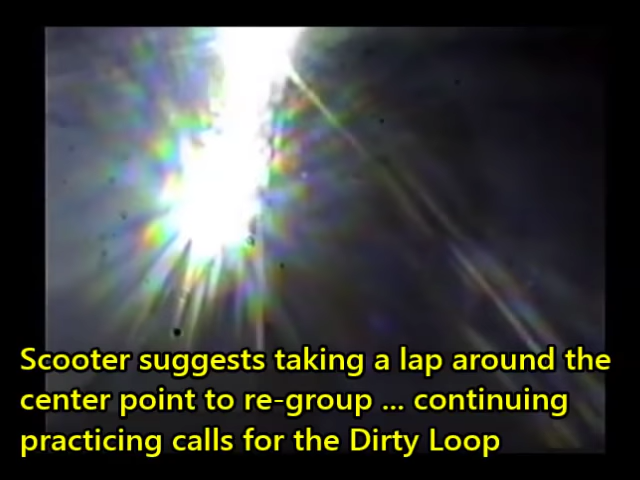 Scooter suggests taking a lap around the
center point to re-group ... continuing
practicing calls for the Dirty Loop